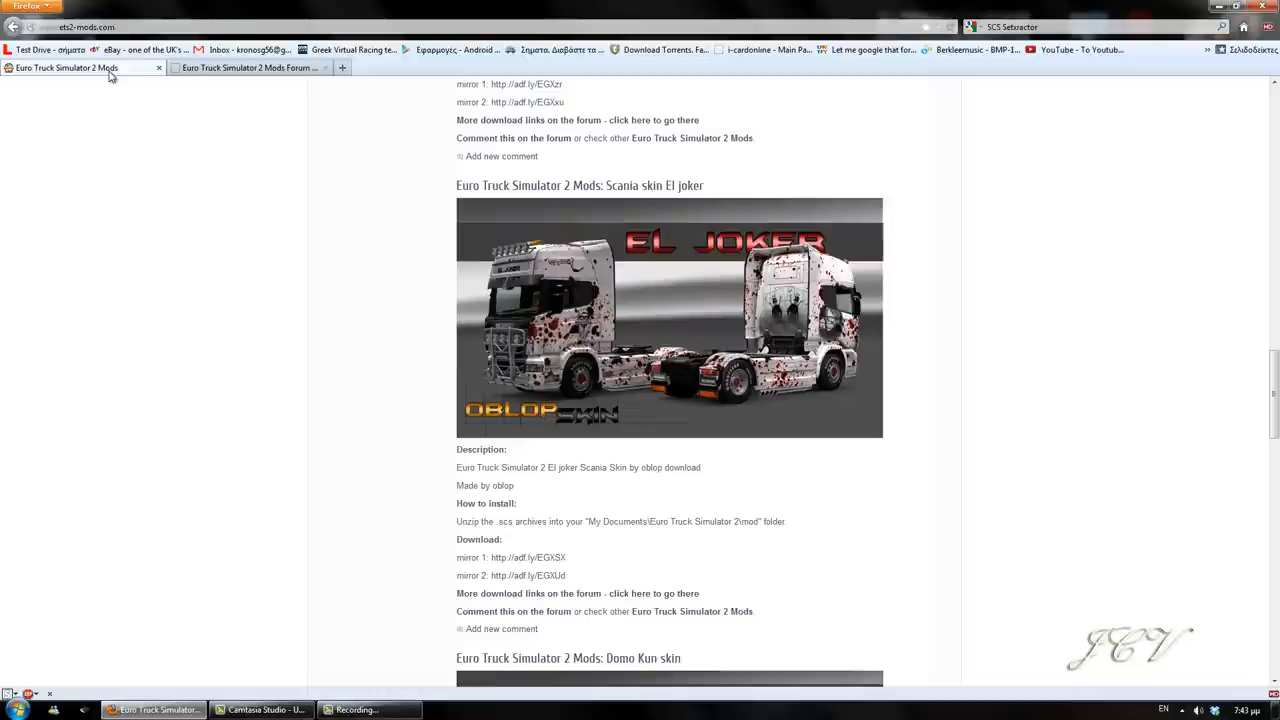 Firefox
ets2-mods.com
SCS Setxractor
Test Drive - σήματα
eBay - one of the UK's ...
Inbox - kronosg56@g...
Greek Virtual Racing te...
Εφαρμογές - Android ...
Σηματα. Διαβάστε τα...
Download Torrents. Fa...
i-cardonline - Main Pa...
Let me google that for...
Berkleemusic - BMP-1...
YouTube - To Youtub...
Σελιδοδείκτες
Euro Truck Simulator 2 Mods
Euro Truck Simulator 2 Mods Forum ...
mirror 1: http://adf.ly/EGXzr
mirror 2: http://adf.ly/EGXxu
More download links on the forum - click here to go there
Comment this on the forum or check other Euro Truck Simulator 2 Mods.
Add new comment
Euro Truck Simulator 2 Mods: Scania skin El joker
EL JOKER
OBLOP SKIN
Description:
Euro Truck Simulator 2 El joker Scania Skin by oblop download
Made by oblop
How to install:
Unzip the .scs archives into your "My Documents\Euro Truck Simulator 2\mod" folder.
Download:
mirror 1: http://adf.ly/EGXSX
mirror 2: http://adf.ly/EGXUd
More download links on the forum - click here to go there
Comment this on the forum or check other Euro Truck Simulator 2 Mods.
Add new comment
JCV
Euro Truck Simulator 2 Mods: Domo Kun skin
Euro Truck Simulator...
Camtasia Studio - U...
Recording...
EN
7:43 μμ